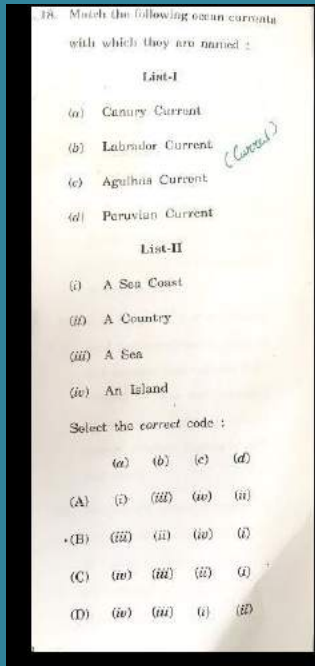 18. Match the following ocean currents
with which they are named :
List-I
(a) Canary Current
(b) Labrador Current
(Current)
(c) Agulhas Current
(d) Peruvian Current
List-II
(i) A Sea Coast
(ii) A Country
(iii) A Sea
(iv) An Island
Select the correct code :
(a) (b) (c) (d)
(A) (i) (iii) (iv) (ii)
(B) (iii) (ii) (iv) (i)
(C) (iv) (iii) (ii) (i)
(D) (iv) (iii) (i) (ii)